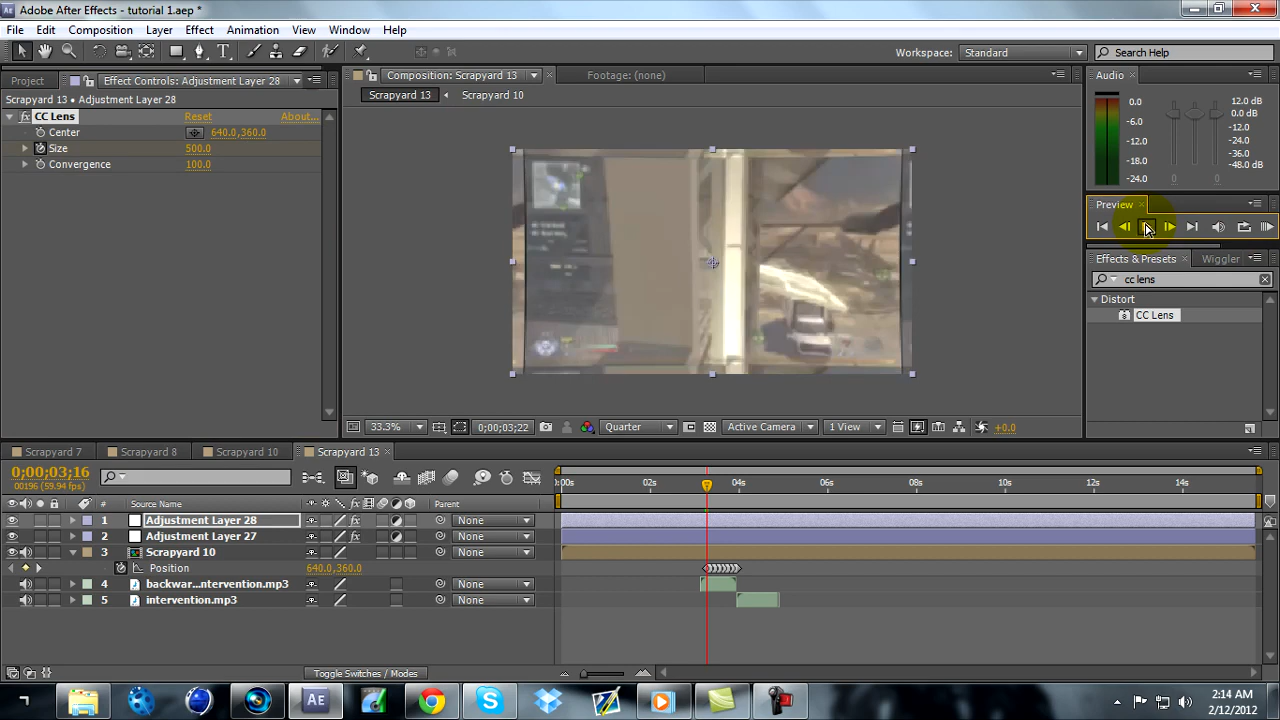 Adobe After Effects - tutorial 1.aep *
File Edit Composition Layer Effect Animation View Window Help
Workspace: Standard Search Help
Project Effect Controls: Adjustment Layer 28
Scrapyard 13 • Adjustment Layer 28
CC Lens Reset About...
Center 640.0,360.0
Size 500.0
Convergence 100.0
Composition: Scrapyard 13 Footage: (none)
Scrapyard 13 Scrapyard 10
33.3% 0;00;03;22 Quarter Active Camera 1 View +0.0
Audio
0.0 12.0 dB
0.0 dB
-6.0
-12.0
-12.0 -24.0
-18.0 -36.0
-48.0 dB
-24.0 0 0
Preview
Effects & Presets Wiggler
cc lens
Distort
CC Lens
Scrapyard 7 Scrapyard 8 Scrapyard 10 Scrapyard 13
0;00;03;16
00196 (59.94 fps)
:00s 02s 04s 06s 08s 10s 12s 14s
# Source Name Parent
1 Adjustment Layer 28 None
2 Adjustment Layer 27 None
3 Scrapyard 10 None
Position 640.0,360.0
4 backwar...ntervention.mp3 None
5 intervention.mp3 None
Toggle Switches / Modes
2:14 AM
2/12/2012